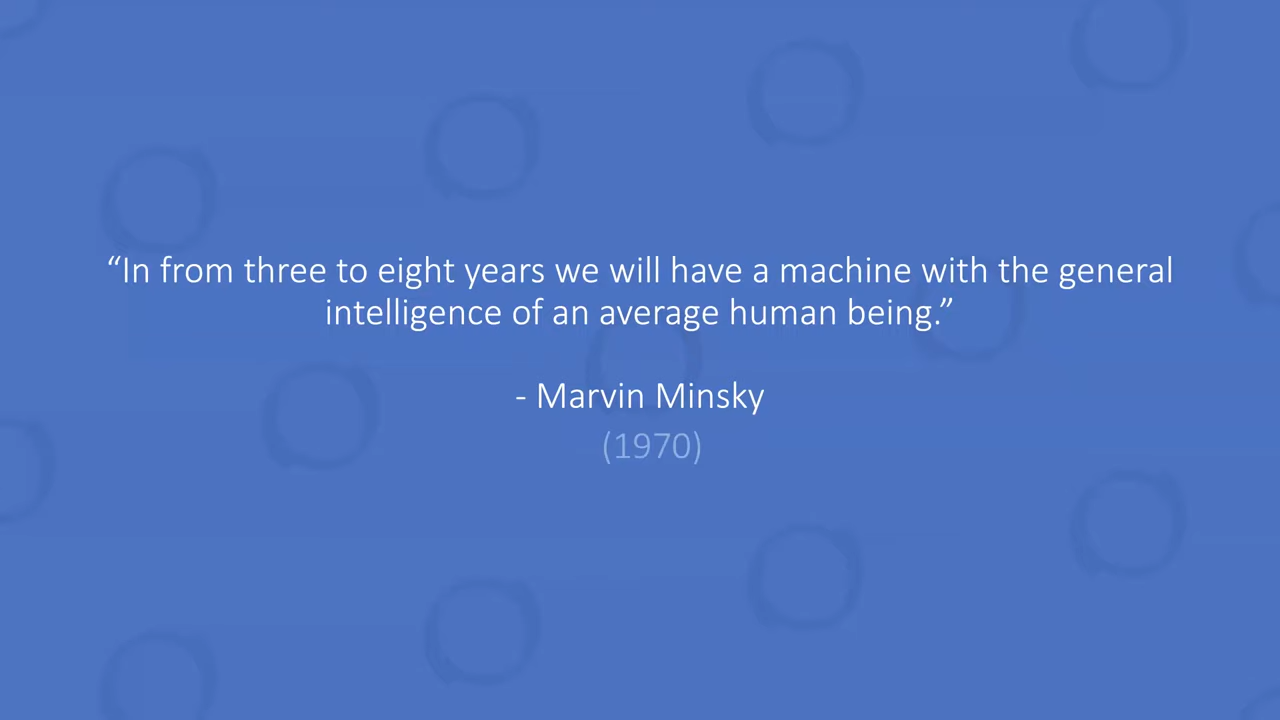 “In from three to eight years we will have a machine with the general
intelligence of an average human being.”
- Marvin Minsky
(1970)